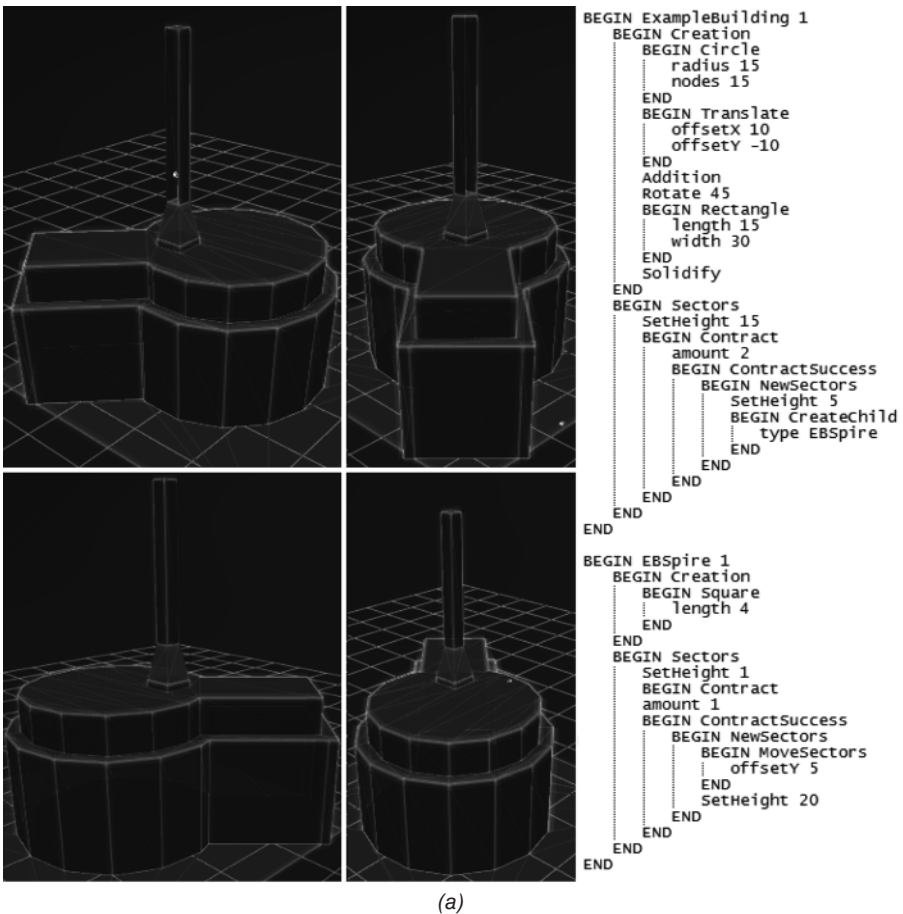 BEGIN ExampleBuilding 1
BEGIN Creation
BEGIN Circle
radius 15
nodes 15
END
BEGIN Translate
offsetX 10
offsetY -10
END
Addition
Rotate 45
BEGIN Rectangle
length 15
width 30
END
Solidify
END
BEGIN Sectors
SetHeight 15
BEGIN Contract
amount 2
BEGIN ContractSuccess
BEGIN NewSectors
SetHeight 5
BEGIN CreateChild
type EBSpire
END
END
END
END
END
END
BEGIN EBSpire 1
BEGIN Creation
BEGIN Square
length 4
END
END
BEGIN Sectors
SetHeight 1
BEGIN Contract
amount 1
BEGIN ContractSuccess
BEGIN NewSectors
BEGIN MoveSectors
offsetY 5
END
SetHeight 20
END
END
END
END
(a)